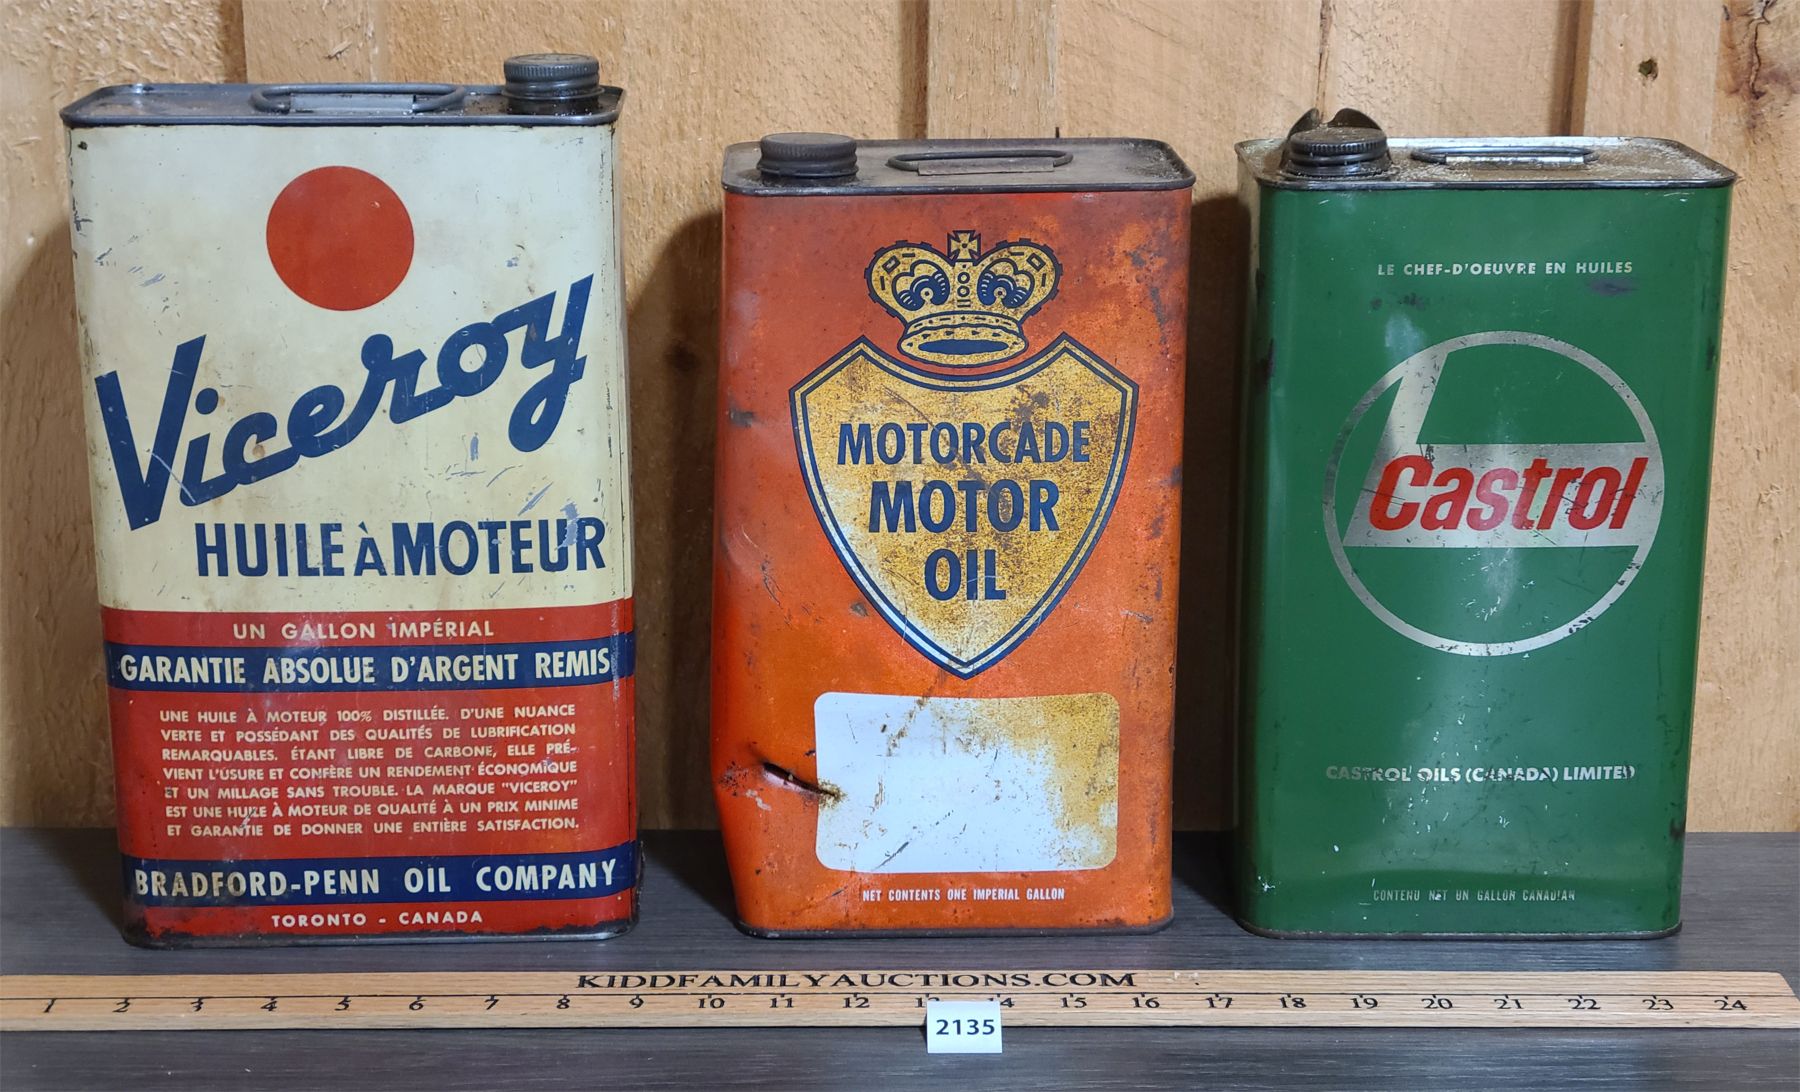 Viceroy
HUILE À MOTEUR
UN GALLON IMPÉRIAL
GARANTIE ABSOLUE D'ARGENT REMIS
UNE HUILE À MOTEUR 100% DISTILLÉE. D'UNE NUANCE
VERTE ET POSSÉDANT DES QUALITÉS DE LUBRIFICATION
REMARQUABLES. ÉTANT LIBRE DE CARBONE, ELLE PRÉ-
VIENT L'USURE ET CONFÈRE UN RENDEMENT ÉCONOMIQUE
ET UN MILLAGE SANS TROUBLE. LA MARQUE "VICEROY"
EST UNE HUILE À MOTEUR DE QUALITÉ À UN PRIX MINIME
ET GARANTIE DE DONNER UNE ENTIÈRE SATISFACTION.
BRADFORD-PENN OIL COMPANY
TORONTO - CANADA
MOTORCADE
MOTOR
OIL
NET CONTENTS ONE IMPERIAL GALLON
LE CHEF-D'OEUVRE EN HUILES
Castrol
CASTROL OILS (CANADA) LIMITED
CONTENU NET UN GALLON CANADIAN
KIDDFAMILYAUCTIONS.COM
1 2 3 4 5 6 7 8 9 10 11 12 13 14 15 16 17 18 19 20 21 22 23 24
2135